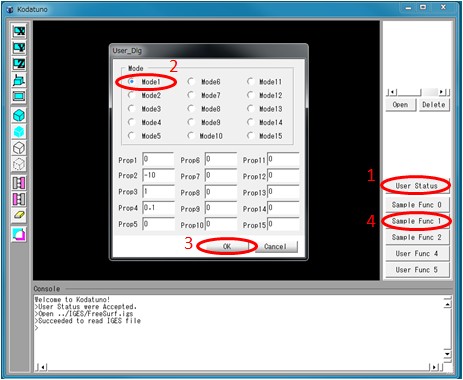 Kodatuno
User_Dlg
2
Mode
Mode1 Mode6 Mode11
Mode2 Mode7 Mode12
Mode3 Mode8 Mode13
Mode4 Mode9 Mode14
Mode5 Mode10 Mode15
Prop1 0 Prop6 0 Prop11 0
Prop2 -10 Prop7 0 Prop12 0
Prop3 1 Prop8 0 Prop13 0
Prop4 0.1 Prop9 0 Prop14 0
Prop5 0 Prop10 0 Prop15 0
3 OK Cancel
Open Delete
1 User Status
Sample Func 0
4 Sample Func 1
Sample Func 2
User Func 4
User Func 5
Console
Welcome to Kodatuno!
>User Status were Accepted.
>Open ../IGES/FreeSurf.igs
>Succeeded to read IGES file
>